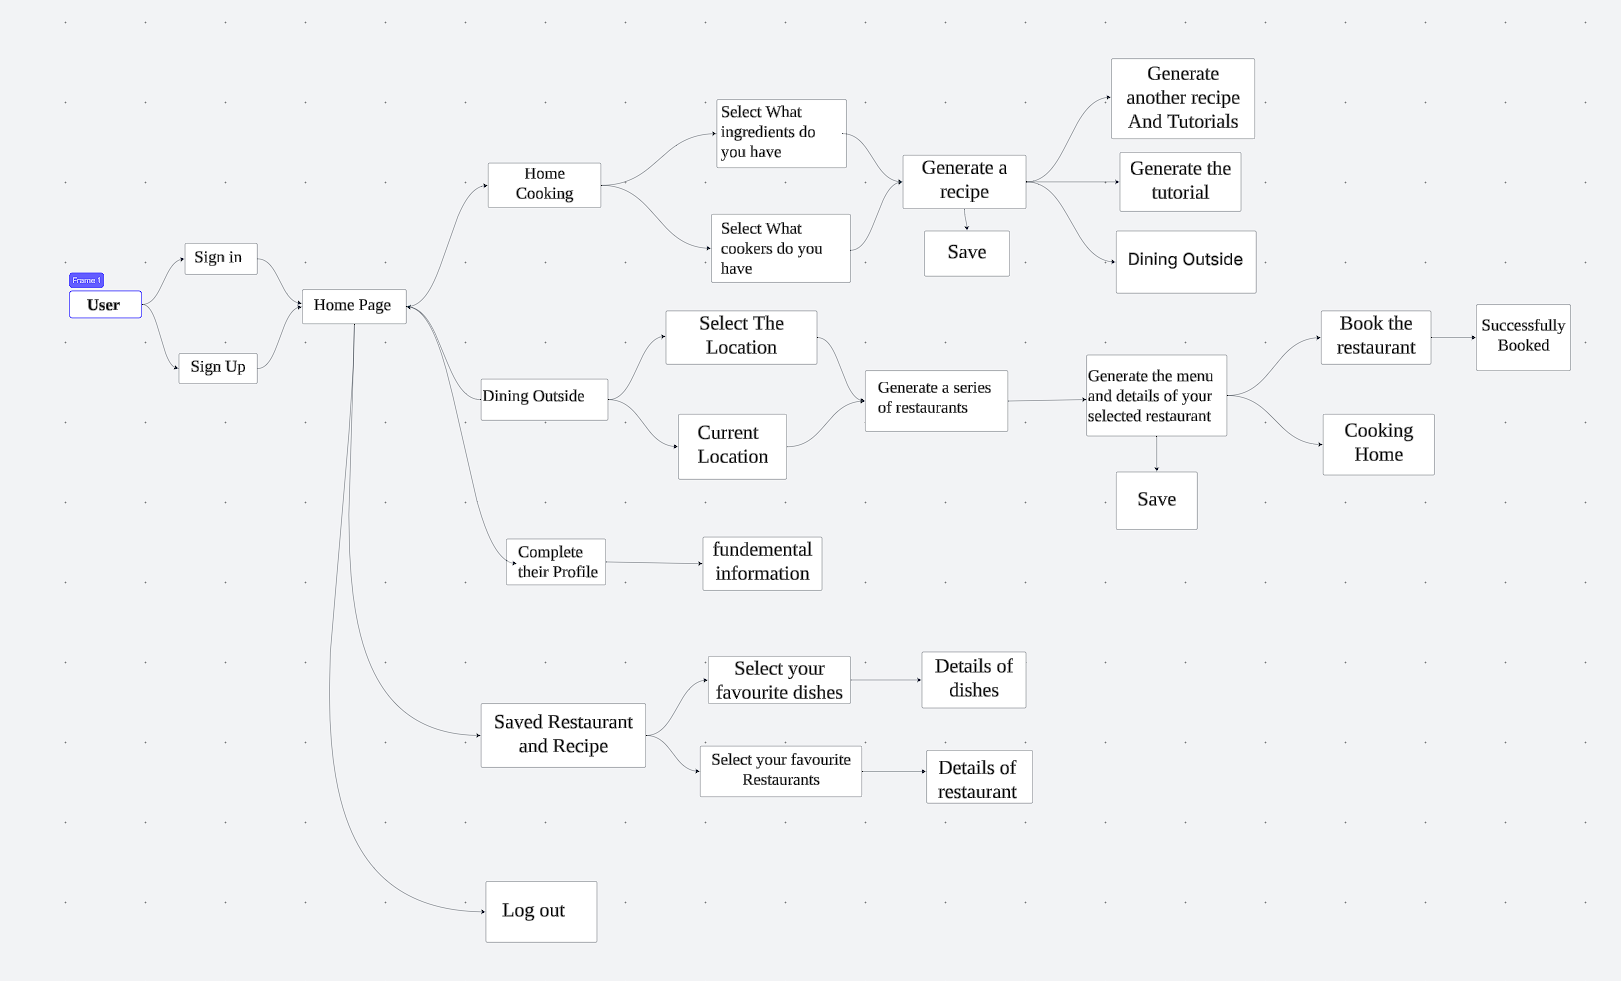 Frame 1
User
Sign in
Sign Up
Home Page
Home
Cooking
Select What
ingredients do
you have
Select What
cookers do you
have
Generate a
recipe
Save
Generate
another recipe
And Tutorials
Generate the
tutorial
Dining Outside
Dining Outside
Select The
Location
Current
Location
Generate a series
of restaurants
Generate the menu
and details of your
selected restaurant
Save
Book the
restaurant
Successfully
Booked
Cooking
Home
Complete
their Profile
fundemental
information
Saved Restaurant
and Recipe
Select your
favourite dishes
Details of
dishes
Select your favourite
Restaurants
Details of
restaurant
Log out